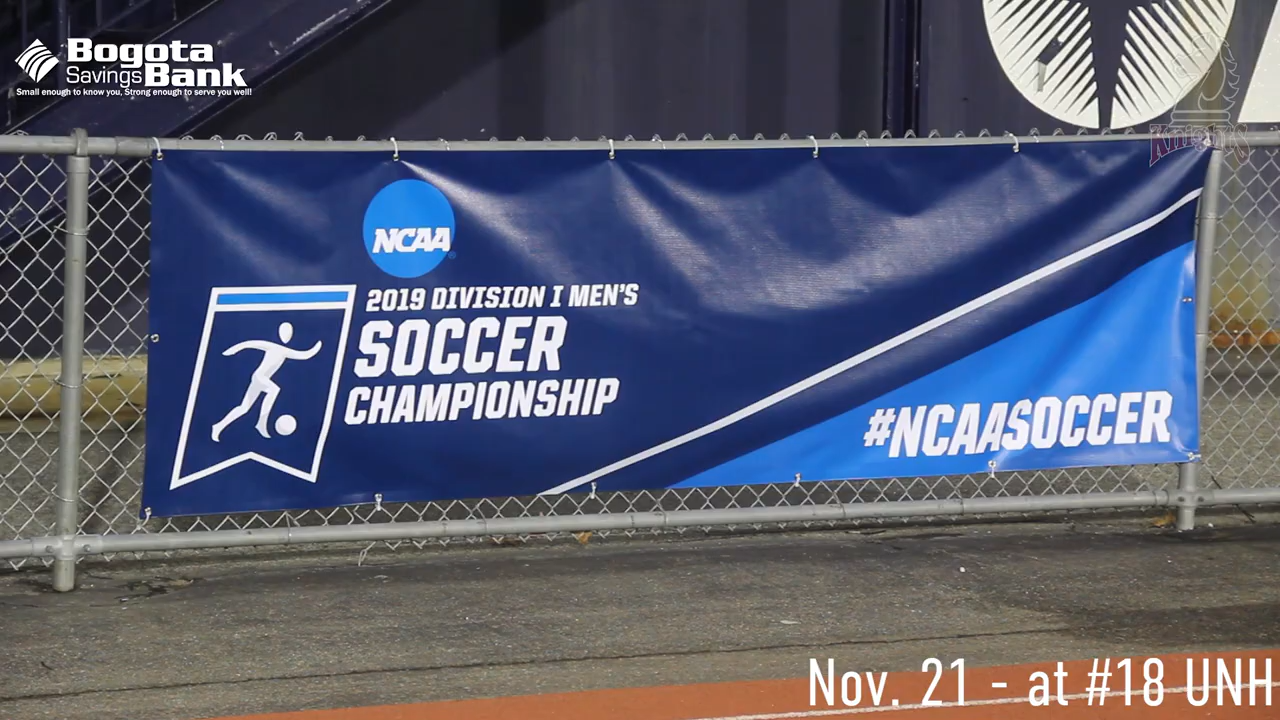 Bogota
Savings Bank
Small enough to know you, Strong enough to serve you well!
Knights
NCAA
2019 DIVISION I MEN'S
SOCCER
CHAMPIONSHIP
#NCAASOCCER
Nov. 21 - at #18 UNH